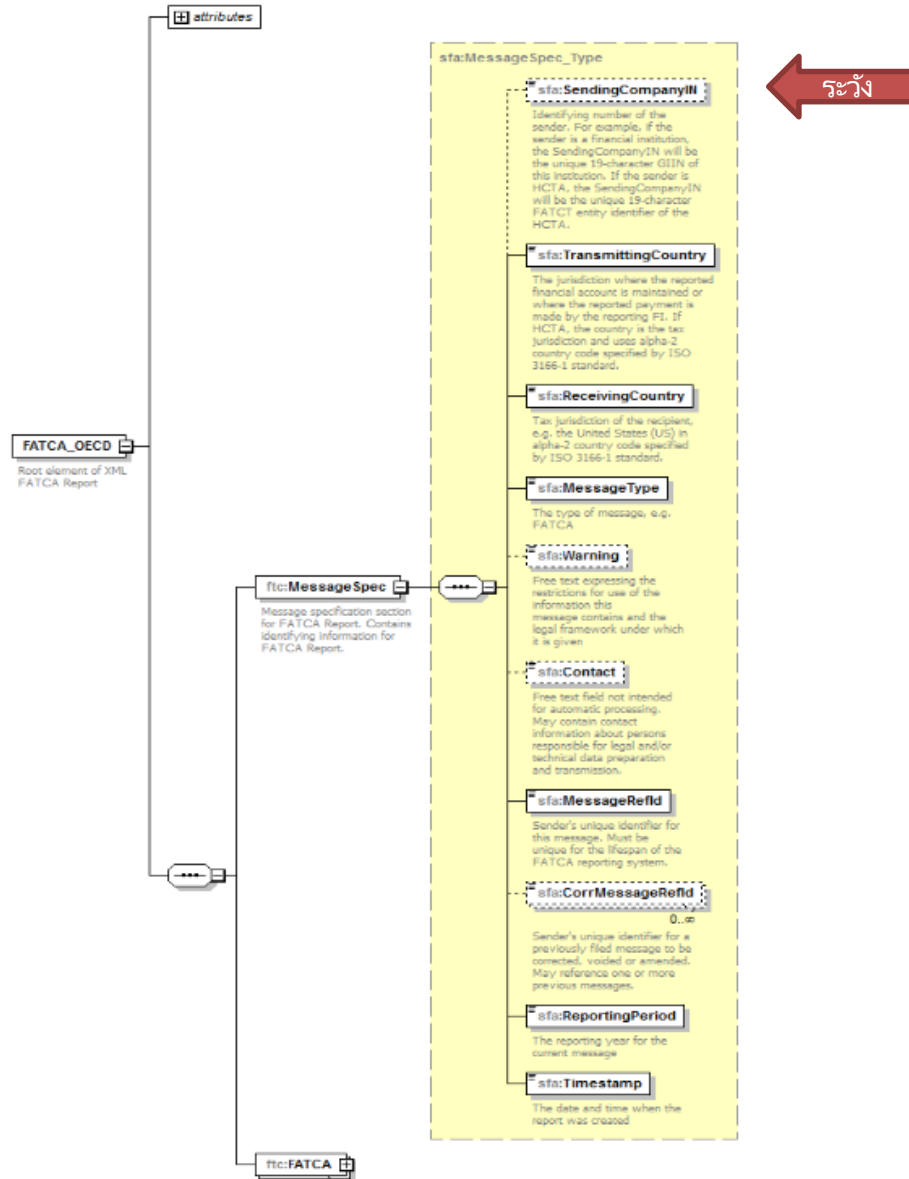 attributes
sfa:MessageSpec_Type
sfa:SendingCompanyIN
ระวัง
Identifying number of the
sender. For example, if the
sender is a financial institution,
the SendingCompanyIN will be
the unique 19-character GIIN of
this institution. If the sender is
HCTA, the SendingCompanyIN
will be the unique 19-character
FATCT entity identifier of the
HCTA.
sfa:TransmittingCountry
The jurisdiction where the reported
financial account is maintained or
where the reported payment is
made by the reporting FI. If
HCTA, the country is the tax
jurisdiction and uses alpha-2
country code specified by ISO
3166-1 standard.
sfa:ReceivingCountry
Tax jurisdiction of the recipient,
e.g. the United States (US) in
alpha-2 country code specified
by ISO 3166-1 standard.
FATCA_OECD
Root element of XML
FATCA Report
sfa:MessageType
The type of message, e.g.
FATCA
sfa:Warning
Free text expressing the
restrictions for use of the
information this
message contains and the
legal framework under which
it is given
ftc:MessageSpec
Message specification section
for FATCA Report. Contains
identifying information for
FATCA Report.
sfa:Contact
Free text field not intended
for automatic processing.
May contain contact
information about persons
responsible for legal and/or
technical data preparation
and transmission.
sfa:MessageRefId
Sender's unique identifier for
this message. Must be
unique for the lifespan of the
FATCA reporting system.
sfa:CorrMessageRefId
0..∞
Sender's unique identifier for a
previously filed message to be
corrected, voided or amended.
May reference one or more
previous messages.
sfa:ReportingPeriod
The reporting year for the
current message
sfa:Timestamp
The date and time when the
report was created
ftc:FATCA